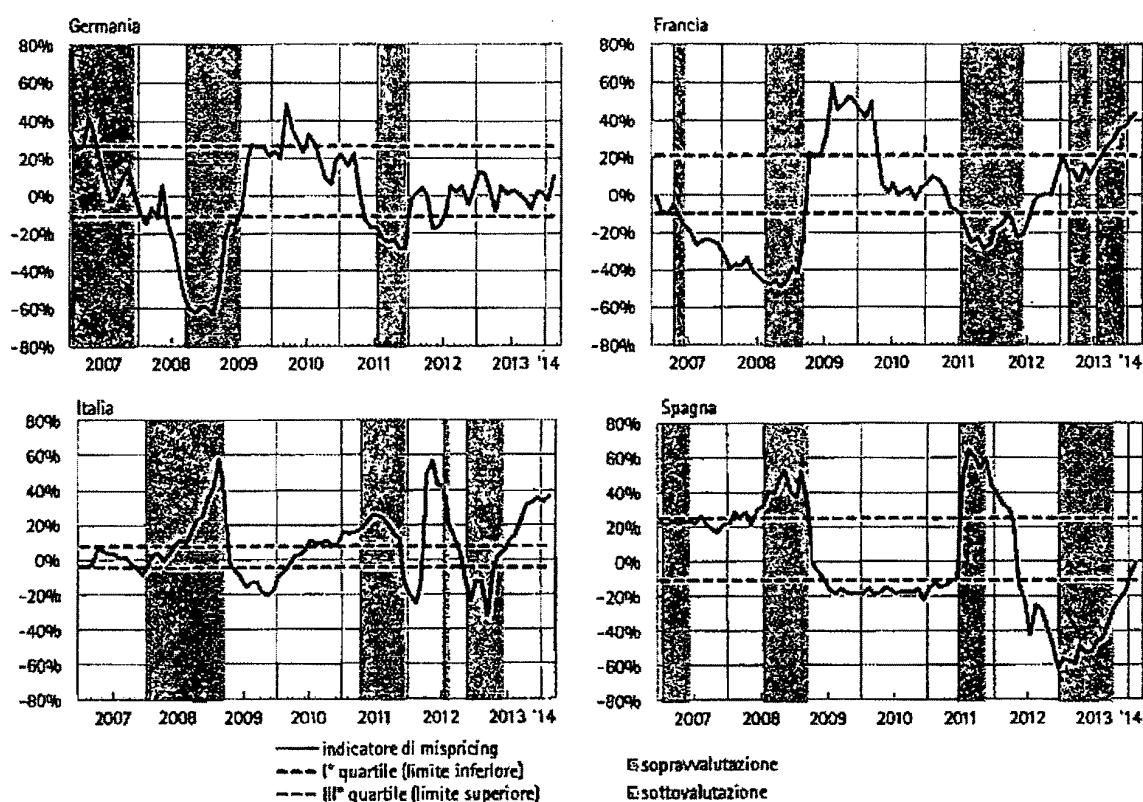 Germania
80%
60%
40%
20%
0%
-20%
-40%
-60%
-80%
2007 2008 2009 2010 2011 2012 2013 '14
Francia
80%
60%
40%
20%
0%
-20%
-40%
-60%
-80%
2007 2008 2009 2010 2011 2012 2013 '14
Italia
80%
60%
40%
20%
0%
-20%
-40%
-60%
-80%
2007 2008 2009 2010 2011 2012 2013 '14
Spagna
80%
60%
40%
20%
0%
-20%
-40%
-60%
-80%
2007 2008 2009 2010 2011 2012 2013 '14
indicatore di mispricing
I° quartile (limite inferiore)
III° quartile (limite superiore)
sopravvalutazione
sottovalutazione